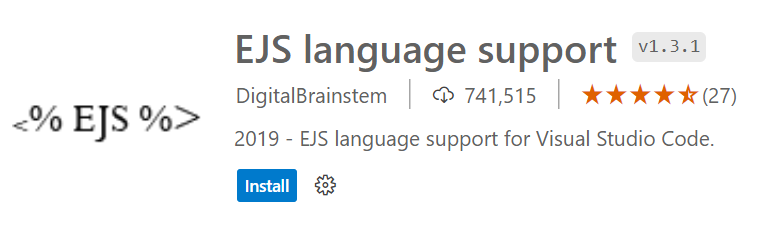 <% EJS %>
EJS language support v1.3.1
DigitalBrainstem 741,515 (27)
2019 - EJS language support for Visual Studio Code.
Install